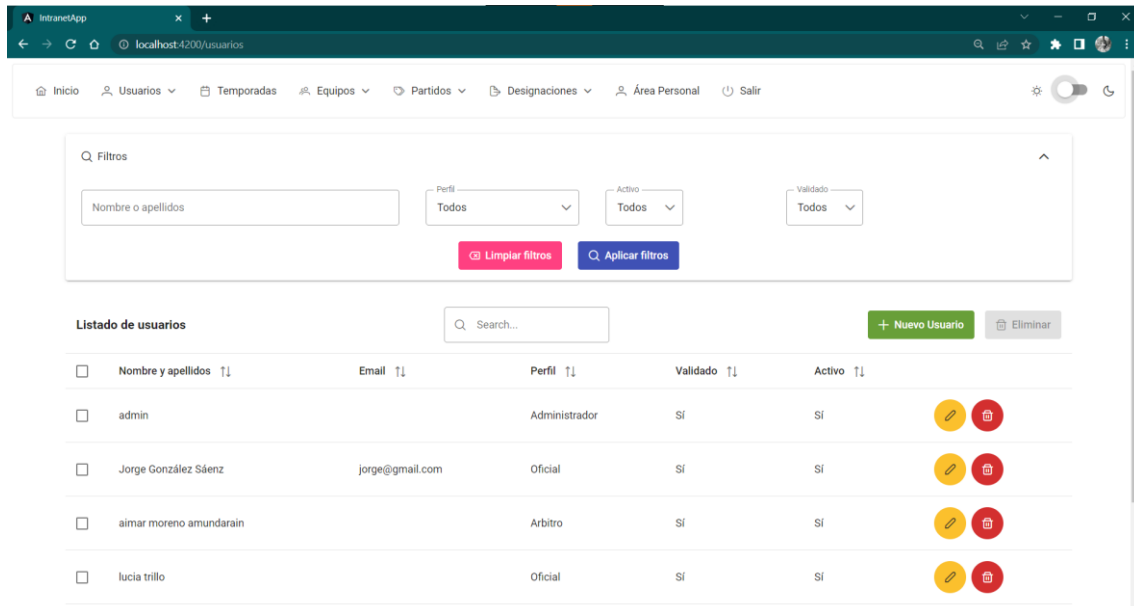 IntranetApp
localhost:4200/usuarios
Inicio Usuarios Temporadas Equipos Partidos Designaciones Área Personal Salir
Filtros
Perfil Activo Validado
Nombre o apellidos Todos Todos Todos
Limpiar filtros Aplicar filtros
Listado de usuarios Search... + Nuevo Usuario Eliminar
Nombre y apellidos Email Perfil Validado Activo
admin Administrador Sí Sí
Jorge González Sáenz jorge@gmail.com Oficial Sí Sí
aimar moreno amundarain Arbitro Sí Sí
lucia trillo Oficial Sí Sí